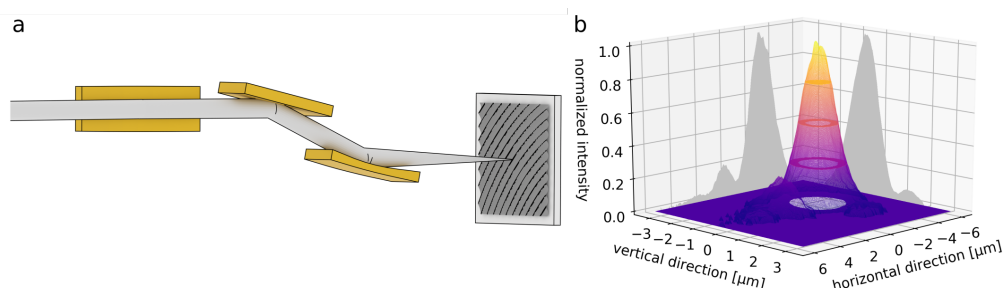 a
b
1.0
0.8
0.6
0.4
0.2
0.0
normalized intensity
−3 −2 −1 0 1 2 3
vertical direction [μm]
6 4 2 0 −2 −4 −6
horizontal direction [μm]